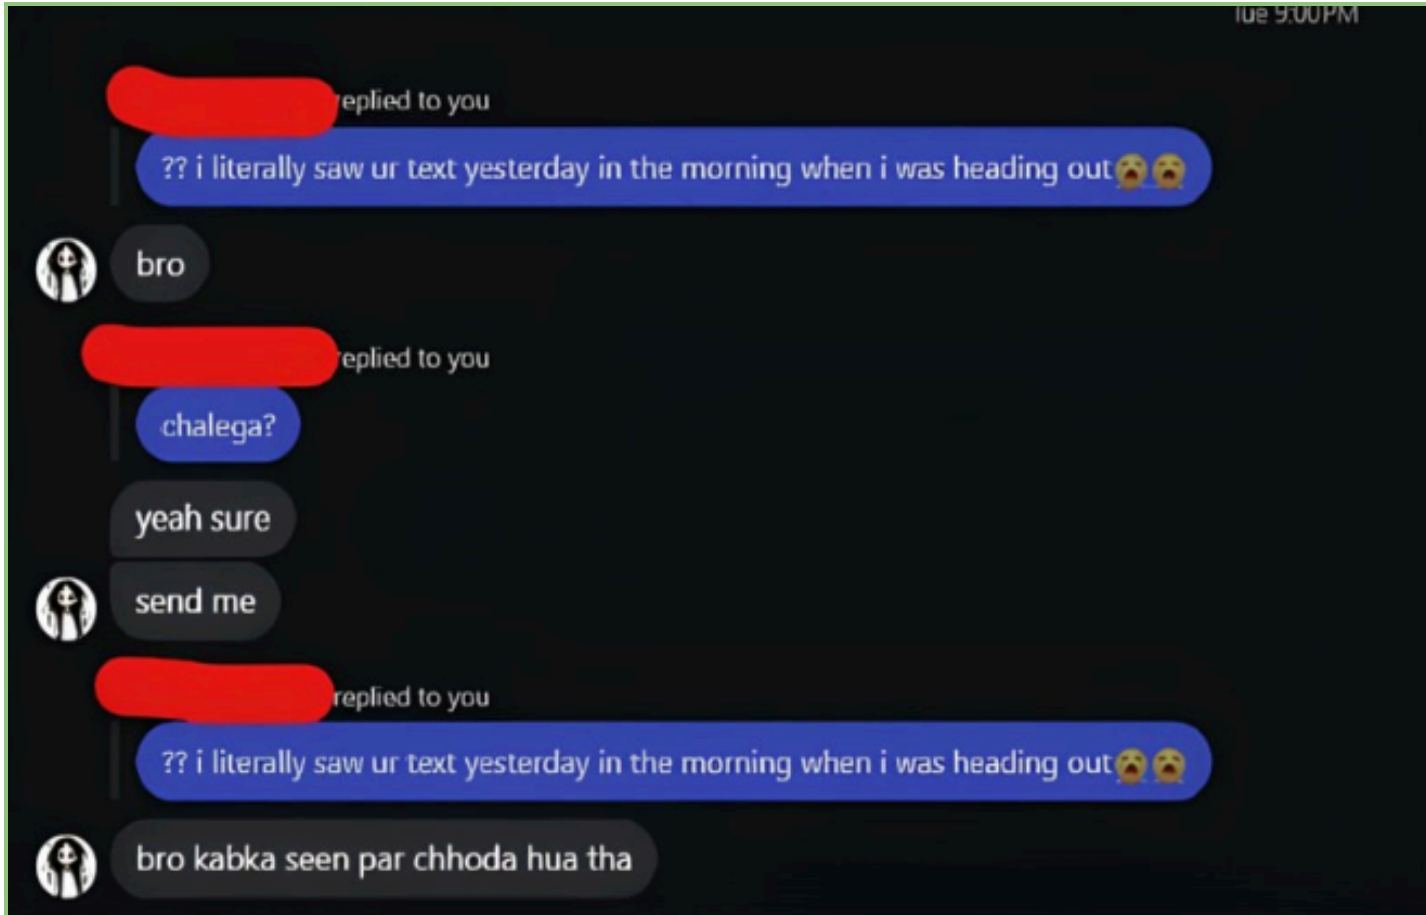 Tue 9:00 PM
replied to you
?? i literally saw ur text yesterday in the morning when i was heading out😭😭
bro
replied to you
chalega?
yeah sure
send me
replied to you
?? i literally saw ur text yesterday in the morning when i was heading out😭😭
bro kabka seen par chhoda hua tha